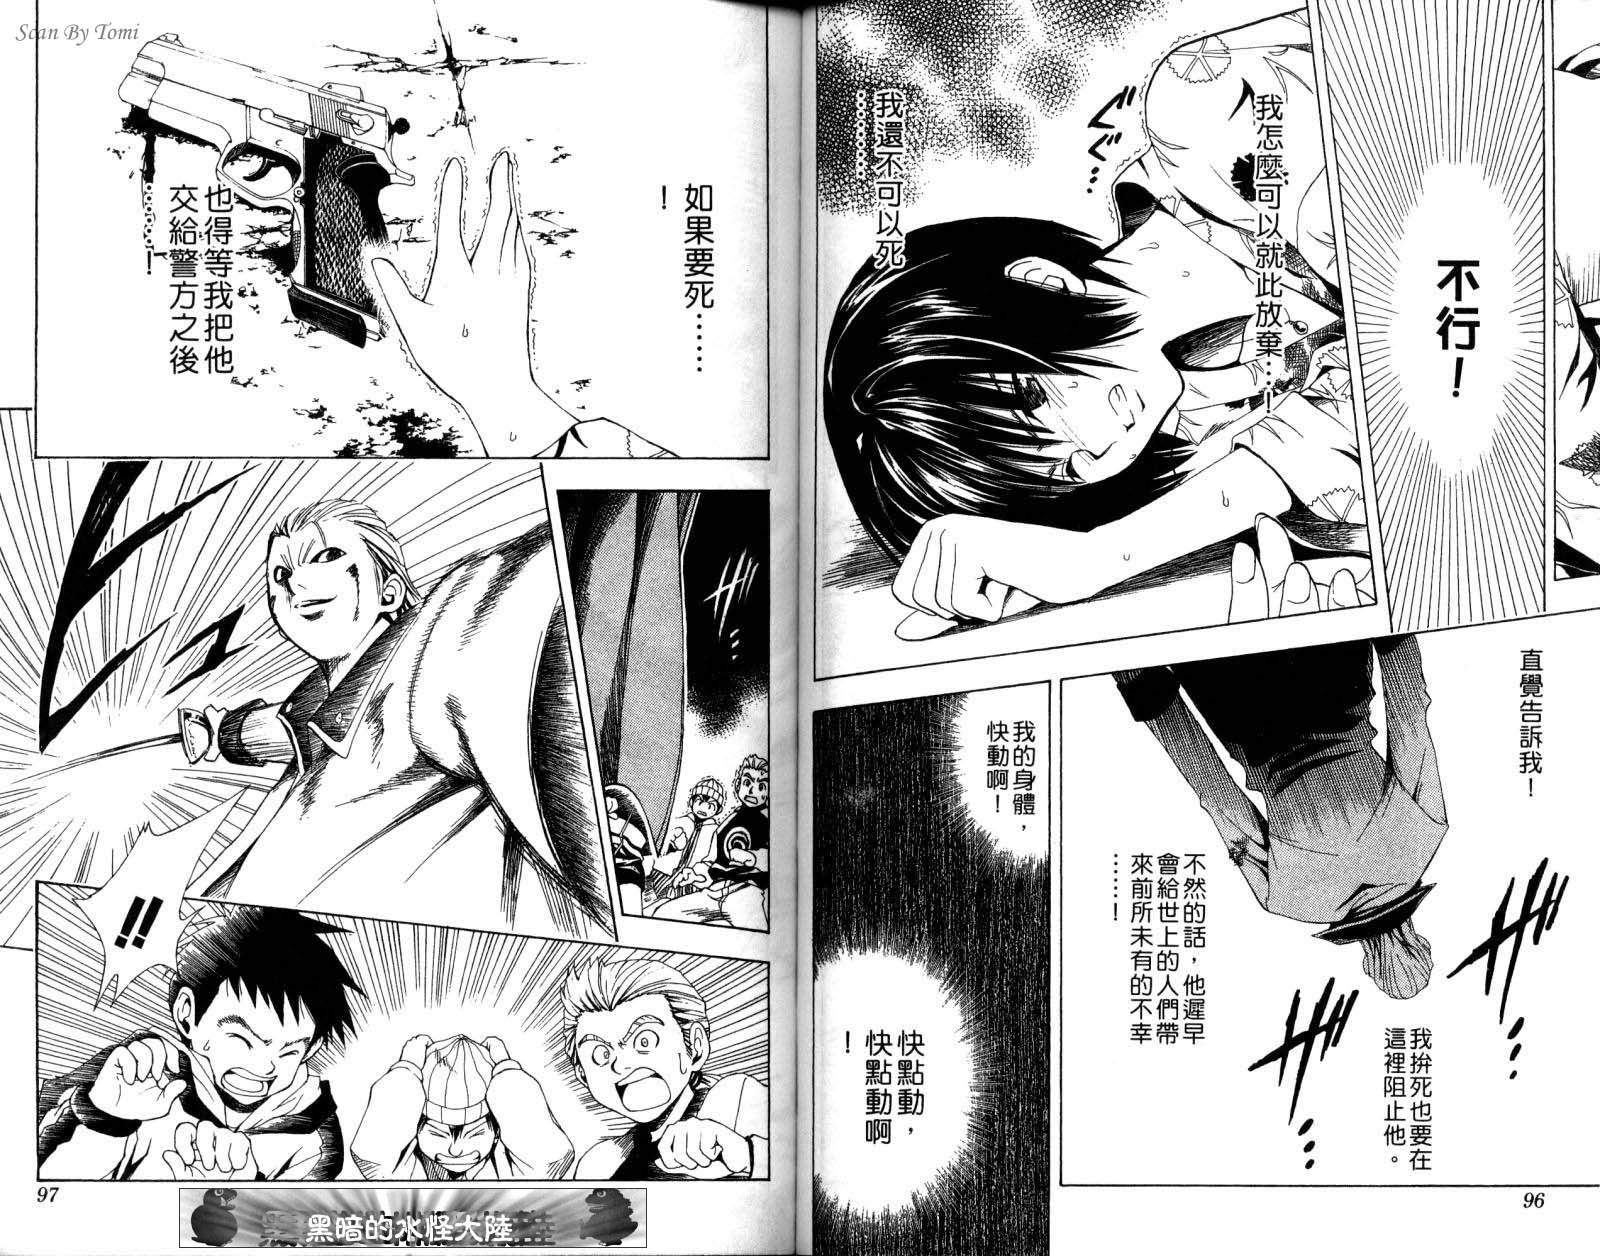 Scan By Tomi
不行！
我怎麼可以就此放棄……！
我還不可以死
………
直覺告訴我！
我拚死也要在
這裡阻止他。
不然的話，他遲早
會給世上的人們帶
來前所未有的不幸
……！
我的身體，
快動啊！
快點動，
快點動啊
！
96
如果要死……
！
也得等我把他
交給警方之後
……！
!!
97
黑暗的水怪大陸